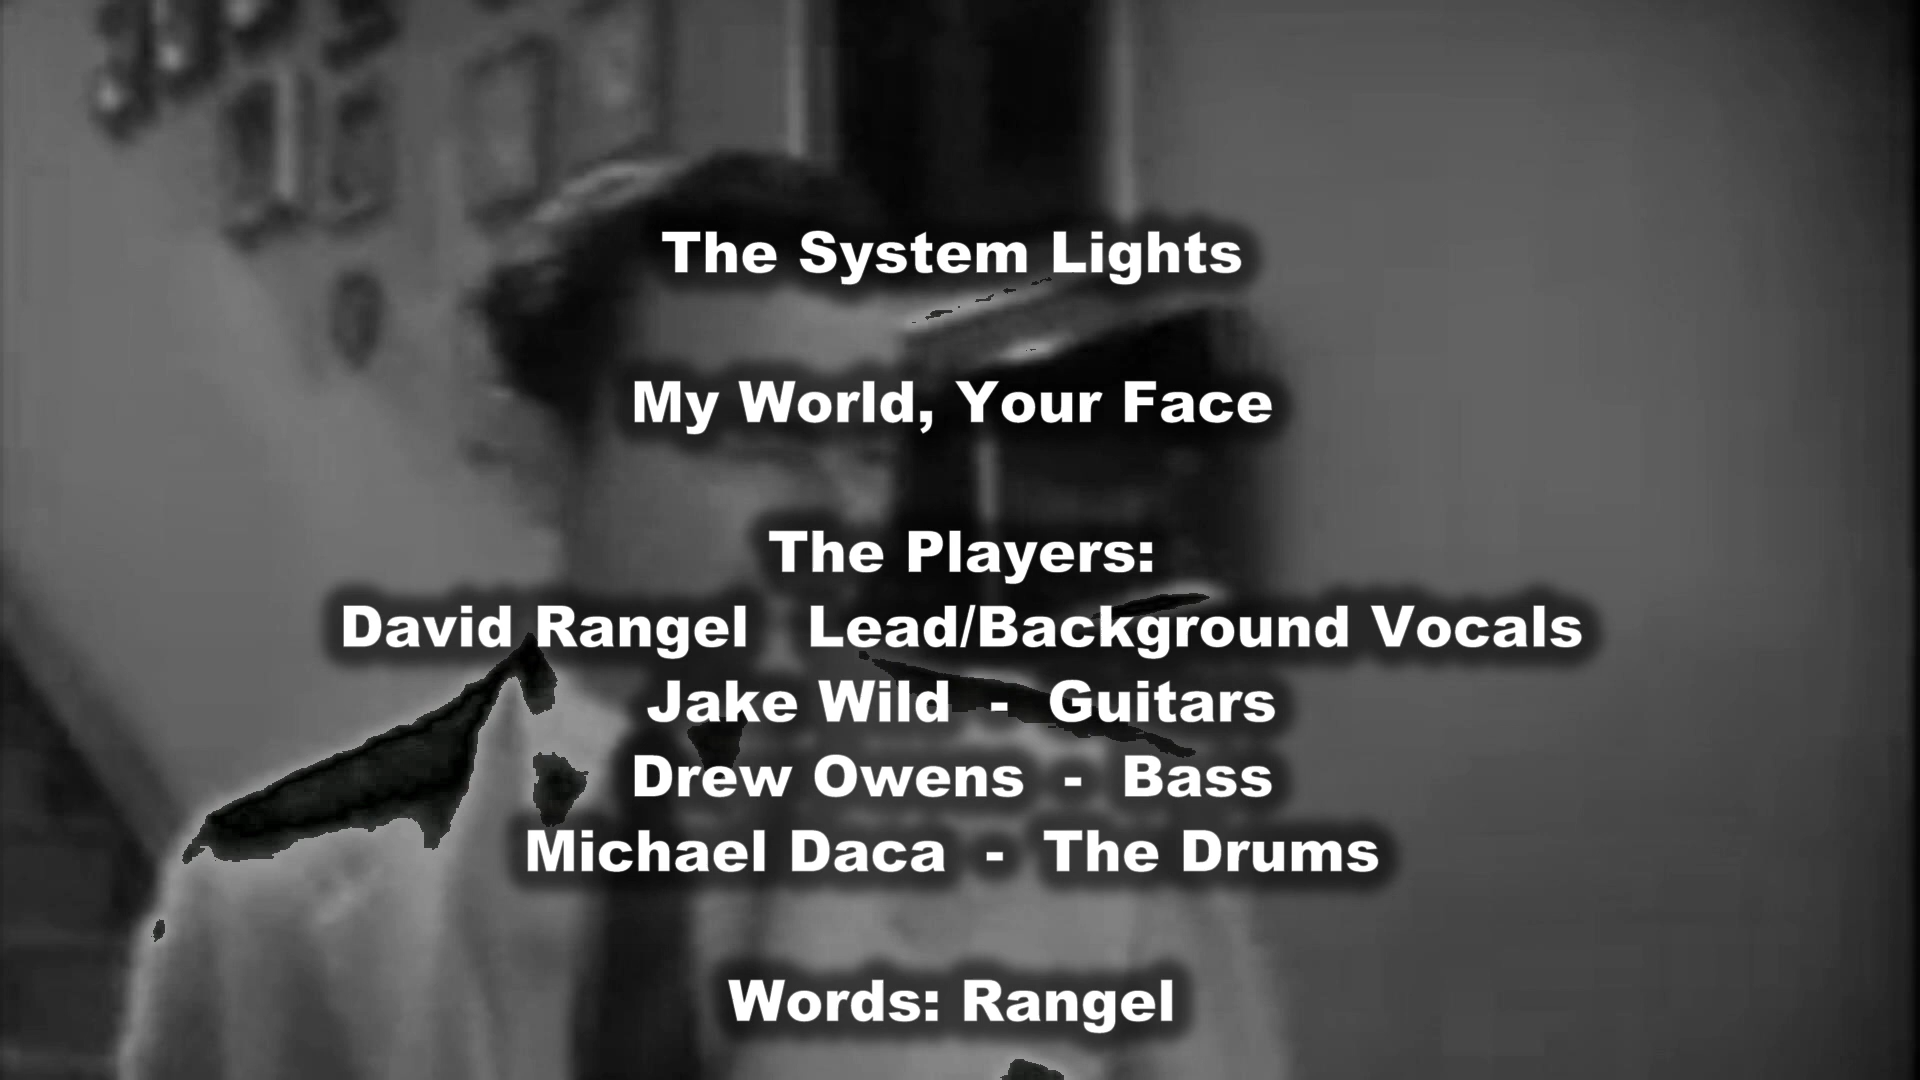 The System Lights
My World, Your Face
The Players:
David Rangel Lead/Background Vocals
Jake Wild - Guitars
Drew Owens - Bass
Michael Daca - The Drums
Words: Rangel